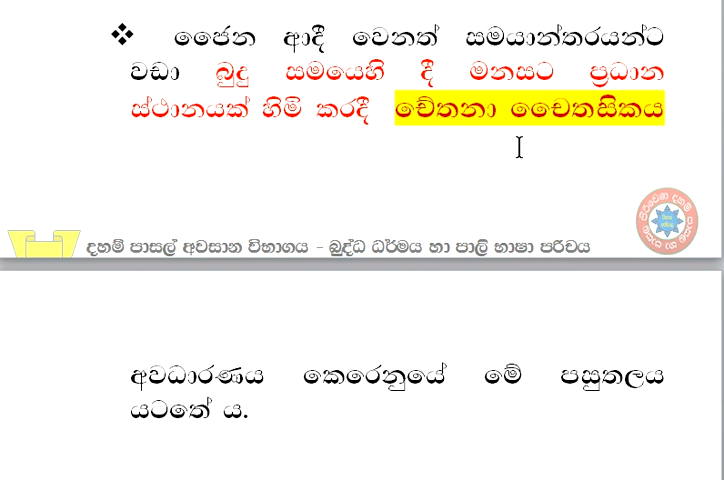 ❖ ජෛන ආදී වෙනත් සමයාන්තරයන්ට
වඩා බුදු සමයෙහි දී මනසට ප්‍රධාන
ස්ථානයක් හිමි කරදී චේතනා චෛතසිකය
දහම් පාසල් අවසාන විභාගය - බුද්ධ ධර්මය හා පාලි භාෂා පරිචය
අවධාරණය කෙරෙනුයේ මේ පසුතලය
යටතේ ය.